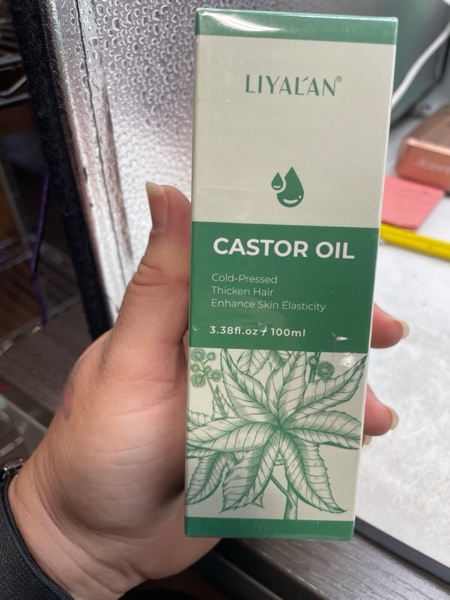 LIYAL'AN®
CASTOR OIL
Cold-Pressed
Thicken Hair
Enhance Skin Elasticity
3.38fl.oz / 100ml